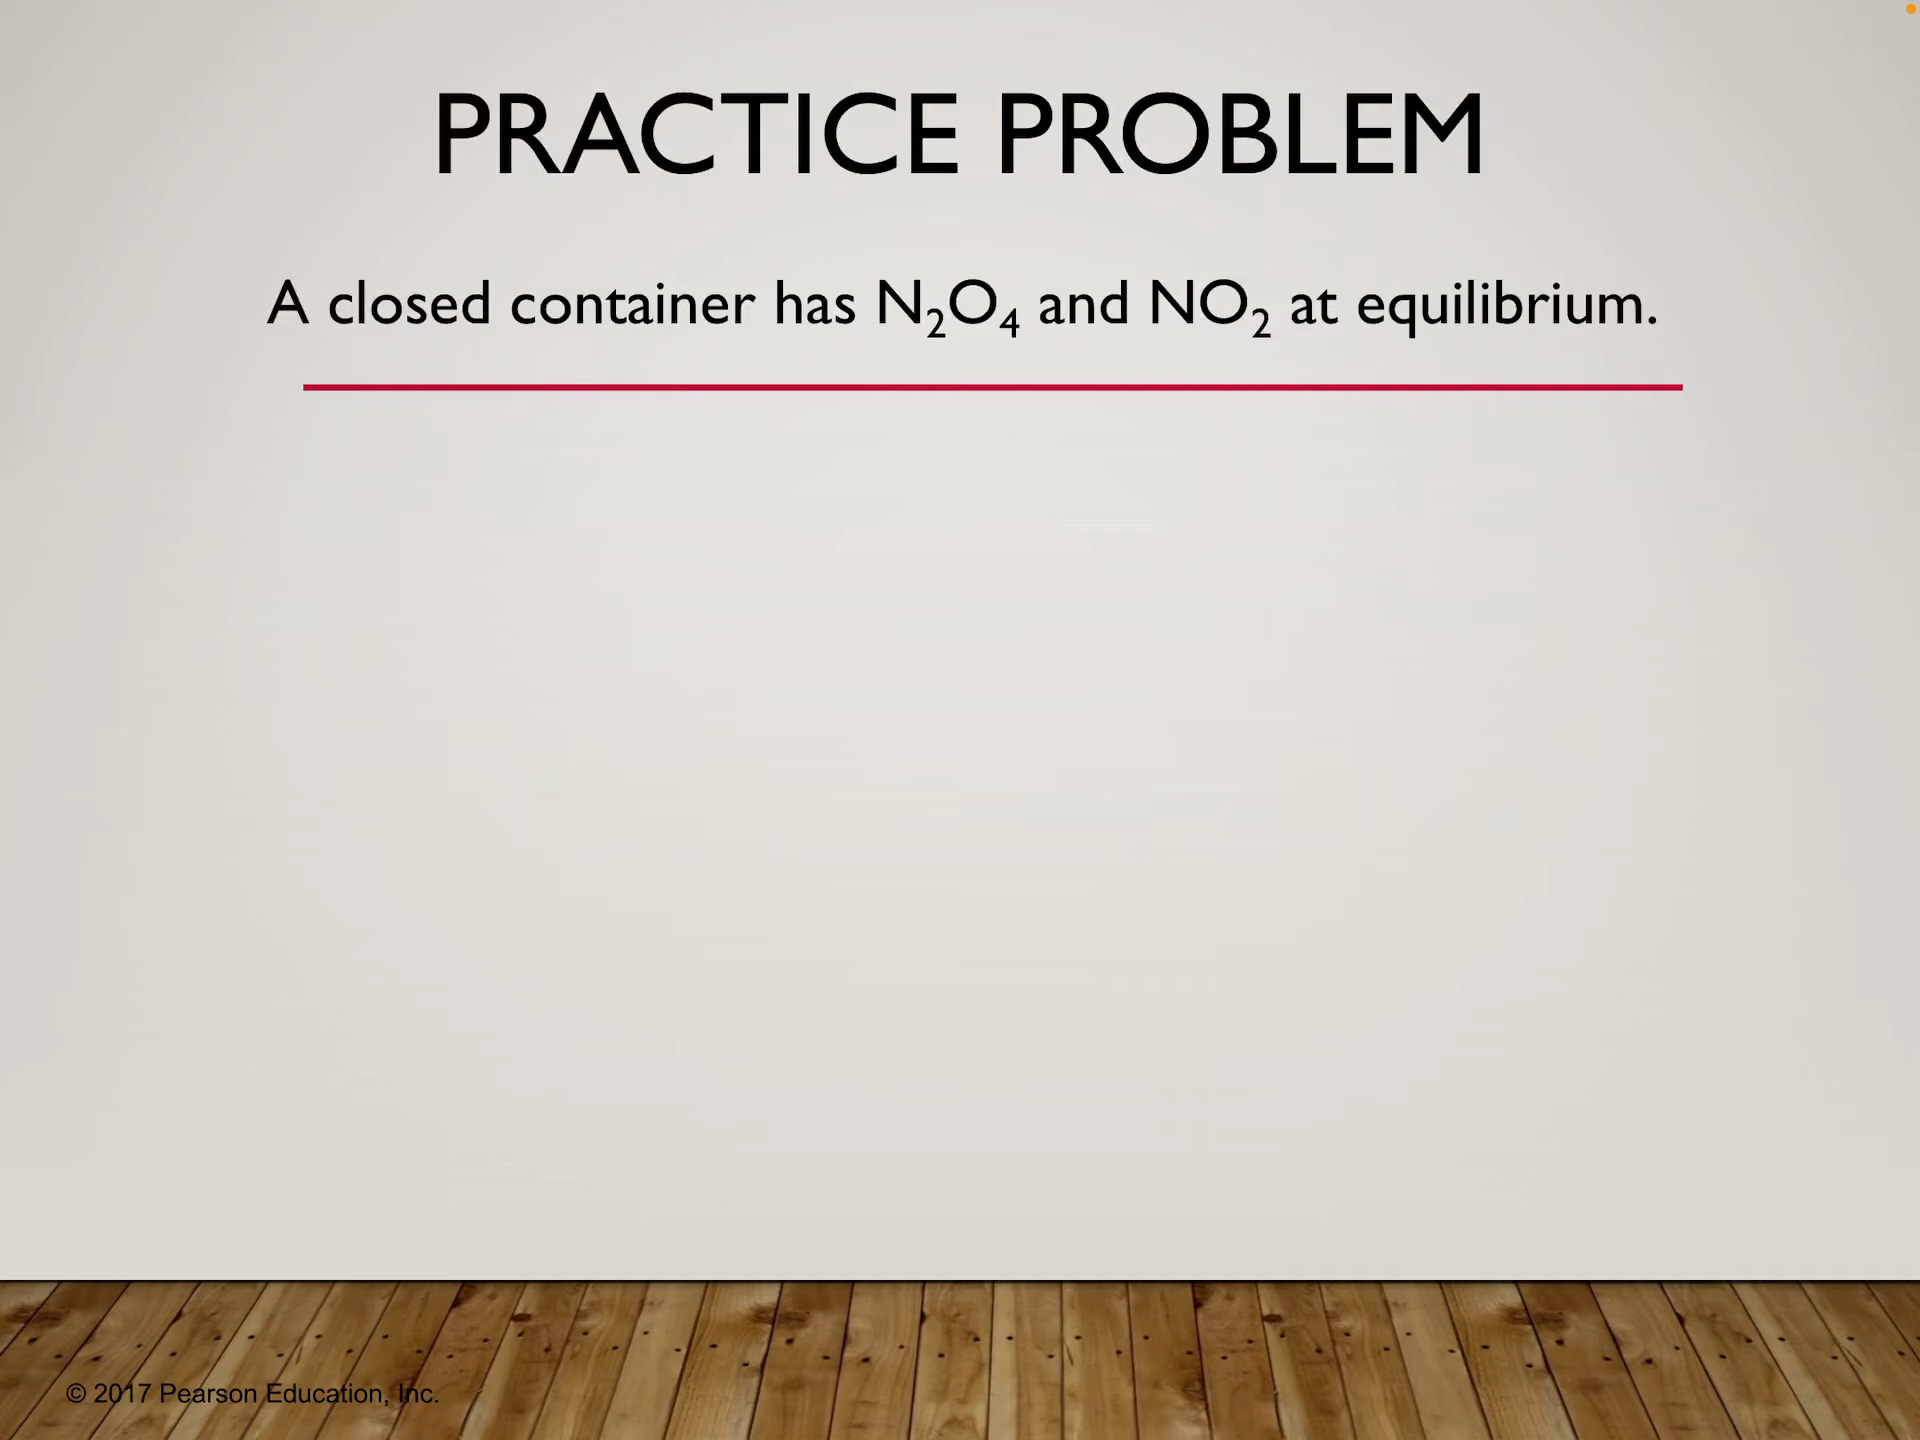 PRACTICE PROBLEM
A closed container has N₂O₄ and NO₂ at equilibrium.
© 2017 Pearson Education, Inc.